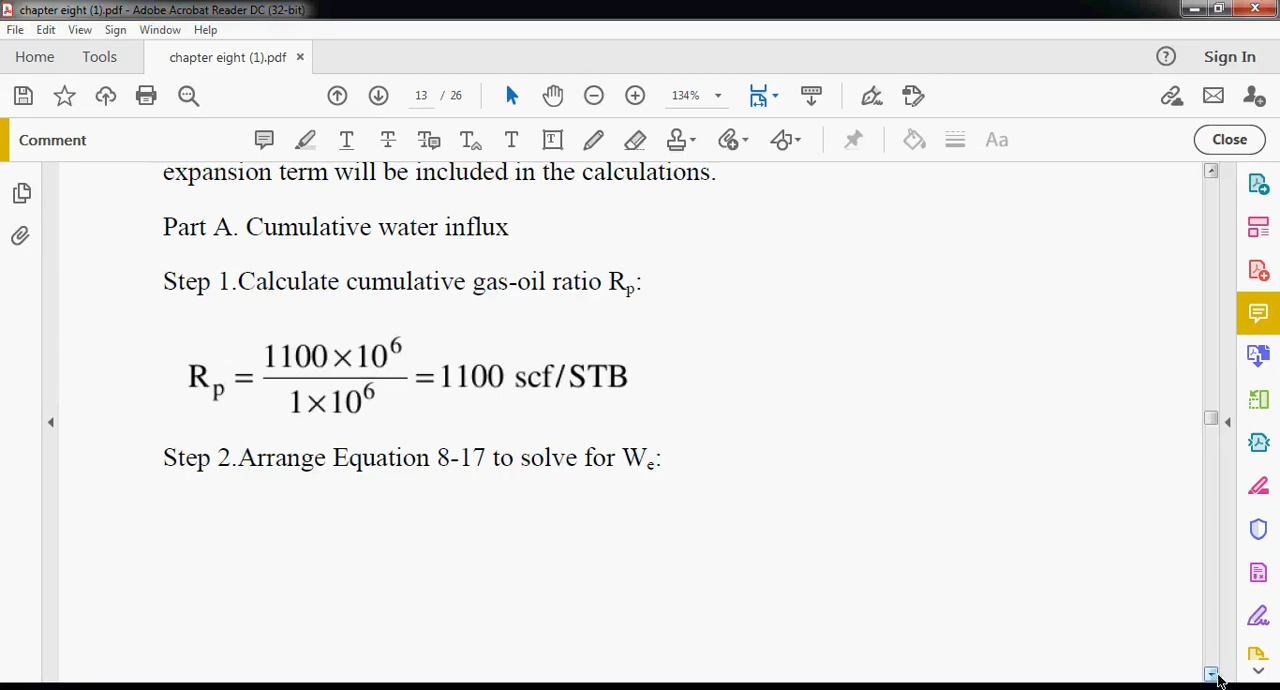 chapter eight (1).pdf - Adobe Acrobat Reader DC (32-bit)
File Edit View Sign Window Help
Home Tools chapter eight (1).pdf × Sign In
13 / 26 134%
Comment Close
expansion term will be included in the calculations.
Part A. Cumulative water influx
Step 1.Calculate cumulative gas-oil ratio Rp:
Rp = 1100×10^6 / 1×10^6 = 1100 scf/STB
Step 2.Arrange Equation 8-17 to solve for We: